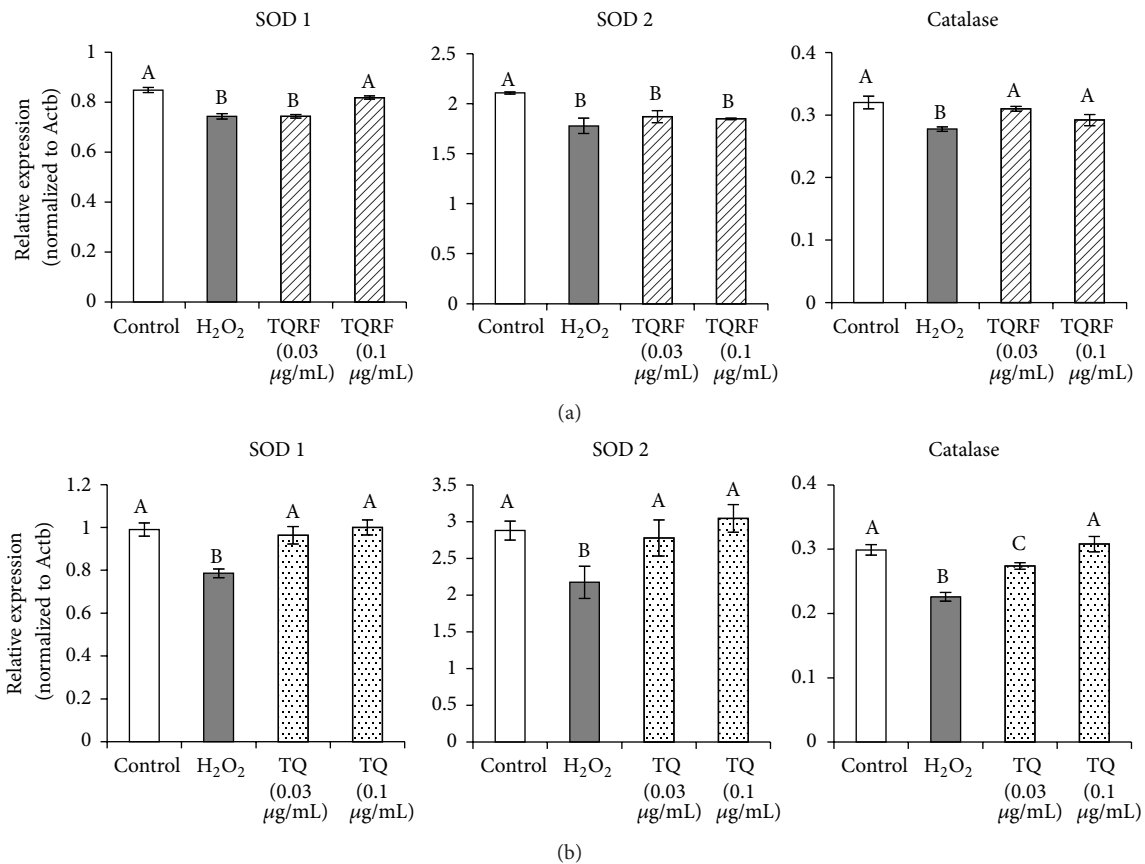 SOD 1
Relative expression
(normalized to Actb)
1
0.8
0.6
0.4
0.2
0
A
B
B
A
Control
H₂O₂
TQRF
(0.03
μg/mL)
TQRF
(0.1
μg/mL)
SOD 2
2.5
2
1.5
1
0.5
0
A
B
B
B
Control
H₂O₂
TQRF
(0.03
μg/mL)
TQRF
(0.1
μg/mL)
Catalase
0.4
0.3
0.2
0.1
0
A
B
A
A
Control
H₂O₂
TQRF
(0.03
μg/mL)
TQRF
(0.1
μg/mL)
(a)
SOD 1
Relative expression
(normalized to Actb)
1.2
1
0.8
0.6
0.4
0.2
0
A
B
A
A
Control
H₂O₂
TQ
(0.03
μg/mL)
TQ
(0.1
μg/mL)
SOD 2
3.5
3
2.5
2
1.5
1
0.5
0
A
B
A
A
Control
H₂O₂
TQ
(0.03
μg/mL)
TQ
(0.1
μg/mL)
Catalase
0.4
0.3
0.2
0.1
0
A
B
C
A
Control
H₂O₂
TQ
(0.03
μg/mL)
TQ
(0.1
μg/mL)
(b)